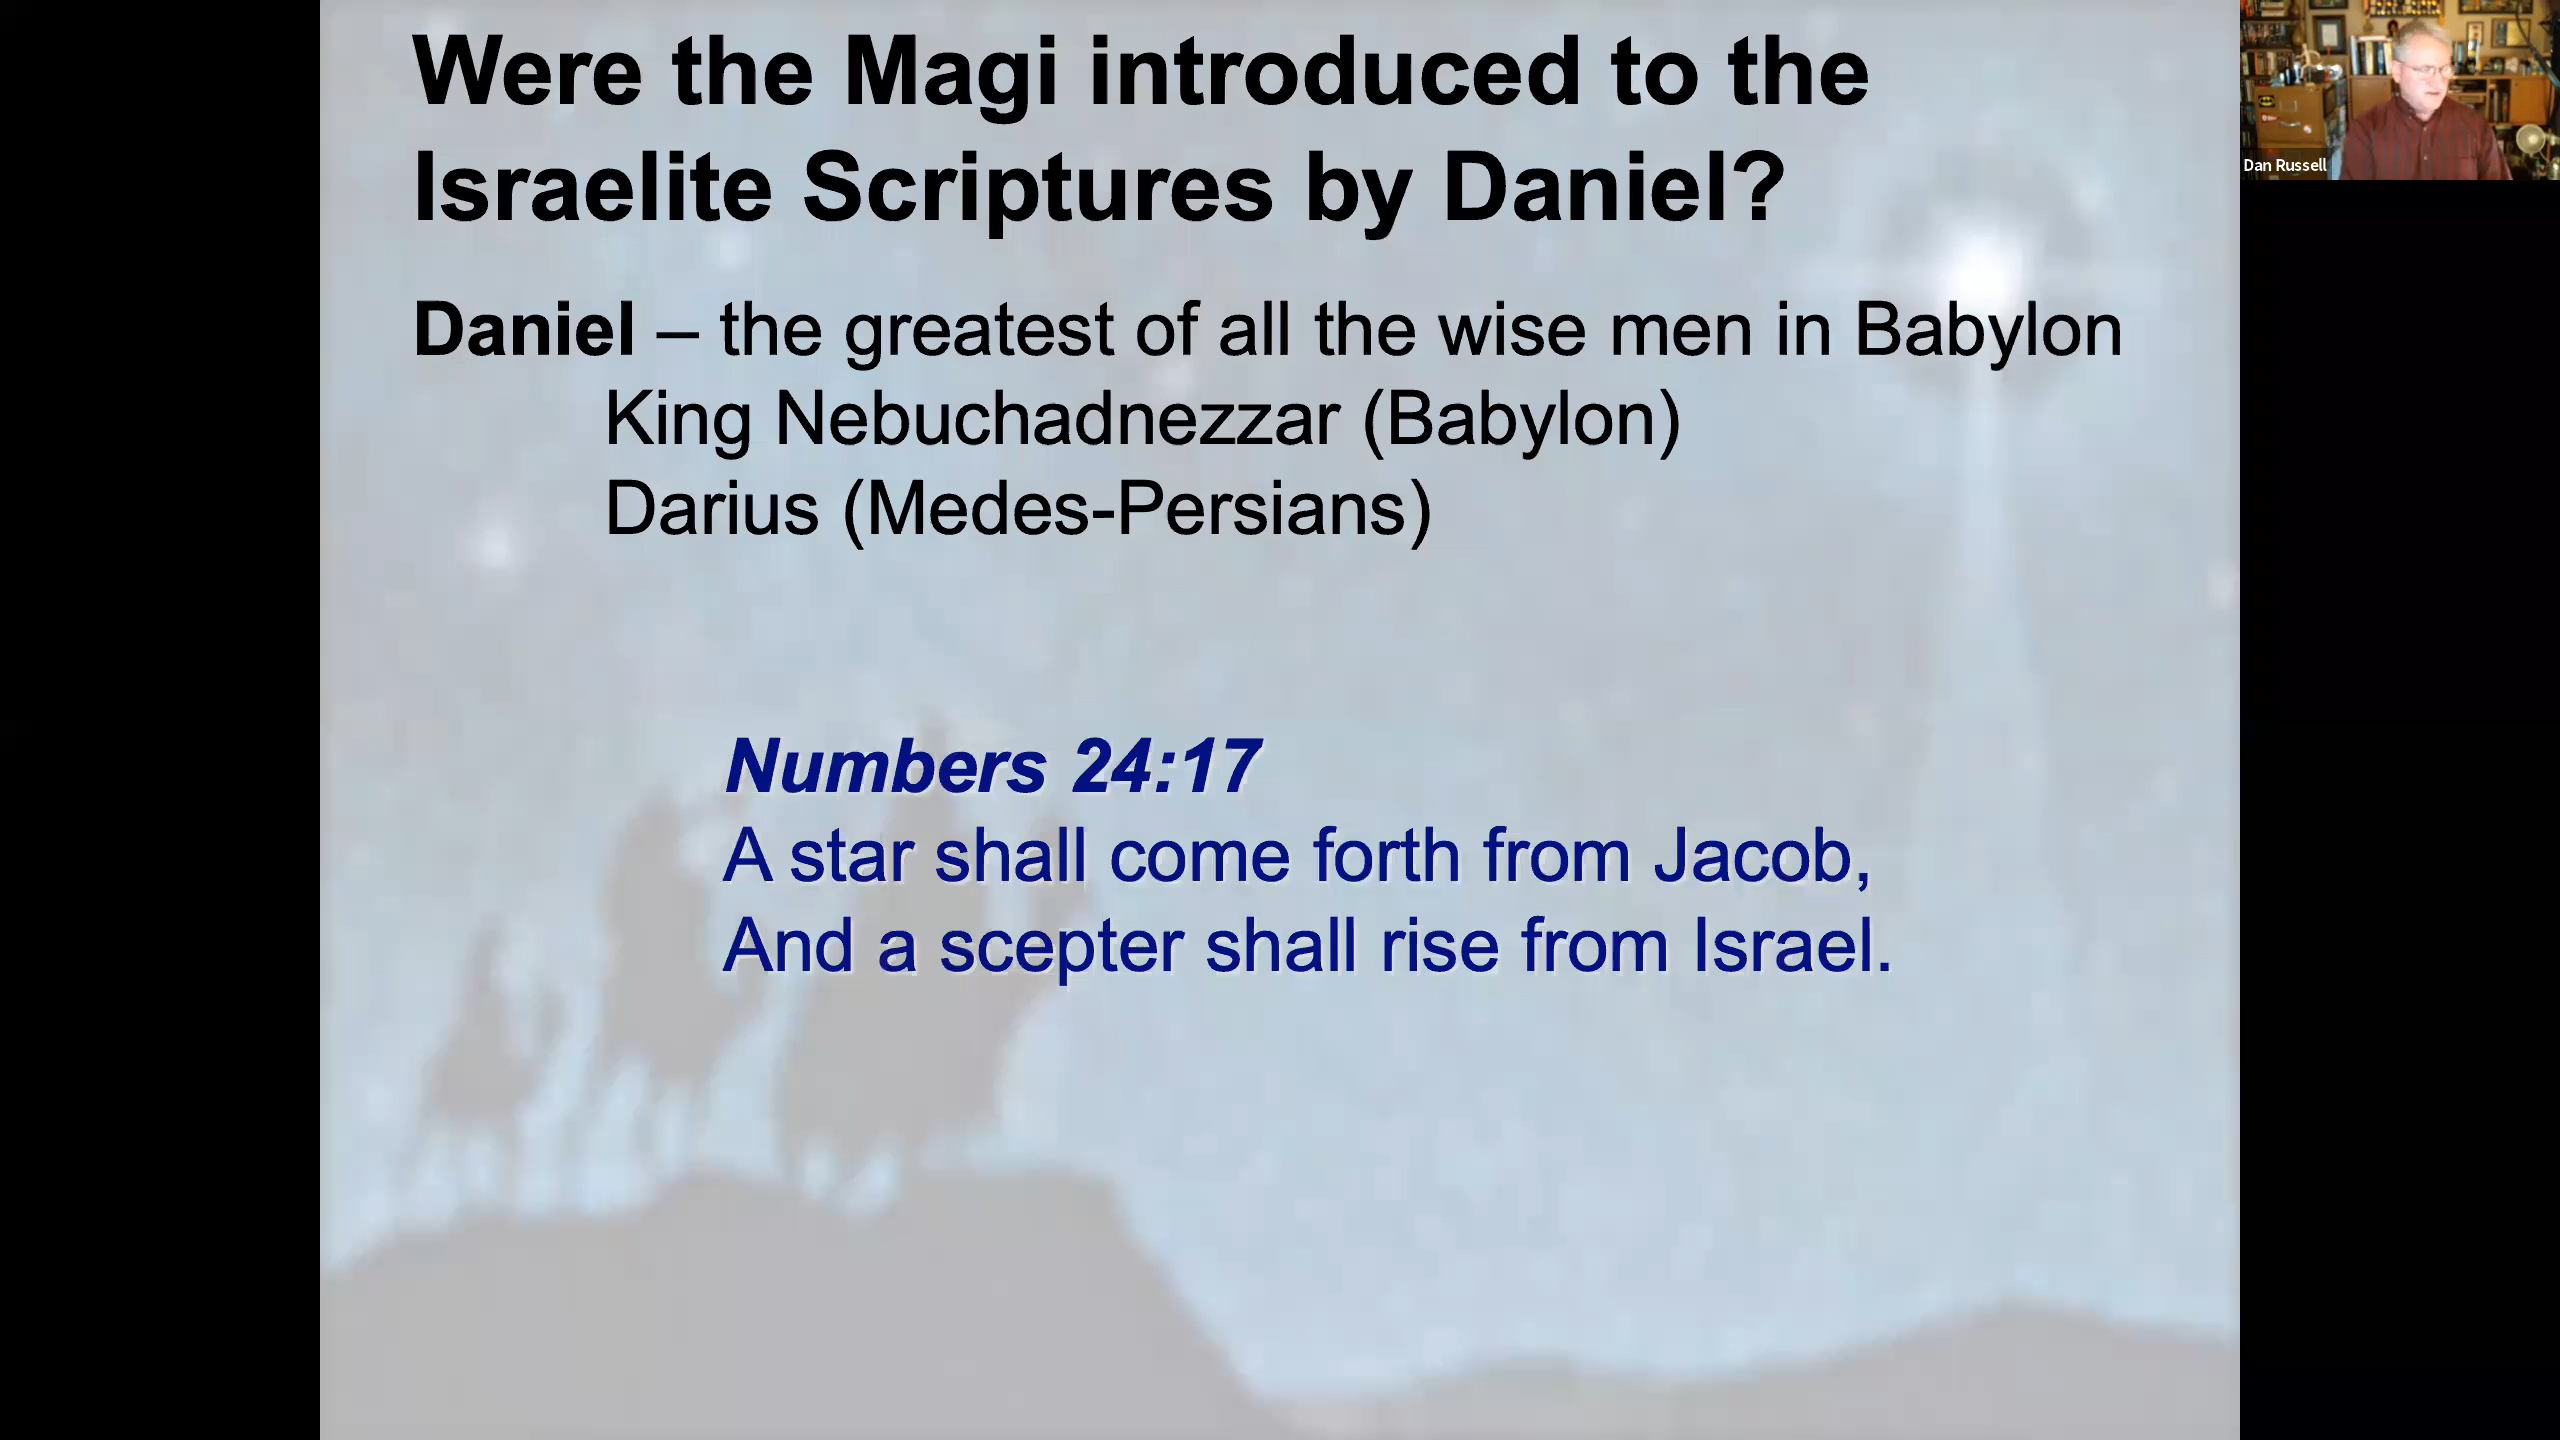 Were the Magi introduced to the
Israelite Scriptures by Daniel?
Daniel – the greatest of all the wise men in Babylon
King Nebuchadnezzar (Babylon)
Darius (Medes-Persians)
Numbers 24:17
A star shall come forth from Jacob,
And a scepter shall rise from Israel.
Dan Russell